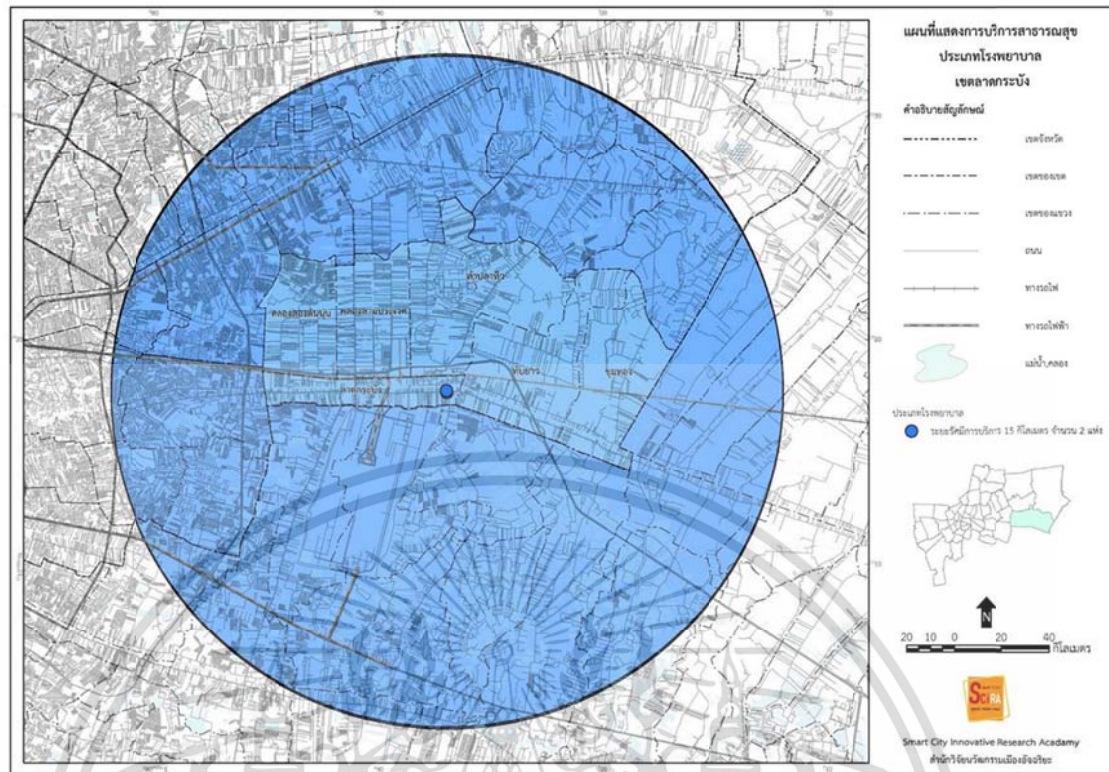 แผนที่แสดงการบริการสาธารณสุข
ประเภทโรงพยาบาล
เขตลาดกระบัง
คำอธิบายสัญลักษณ์
เขตจังหวัด
เขตของเขต
เขตของแขวง
ถนน
ทางรถไฟ
ทางรถไฟฟ้า
แม่น้ำ,คลอง
ประเภทโรงพยาบาล
ระยะรัศมีการบริการ 15 กิโลเมตร จำนวน 2 แห่ง
N
20 10 0 20 40
กิโลเมตร
Smart City
SCiRA
Smart City Innovative Research Acadamy
สำนักวิจัยนวัตกรรมเมืองอัจฉริยะ
ลำปลาทิว
คลองสองต้นนุ่น
คลองสามประเวศ
ทับยาว
ขุมทอง
ลาดกระบัง